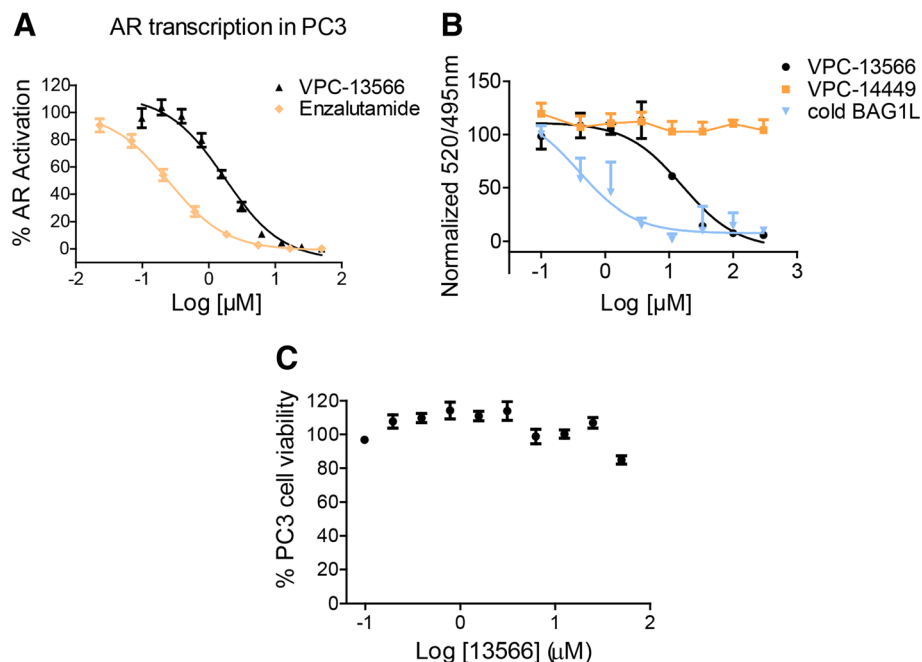 A
AR transcription in PC3
VPC-13566
Enzalutamide
% AR Activation
120
100
80
60
40
20
0
-2
-1
0
1
2
Log [µM]
B
VPC-13566
VPC-14449
cold BAG1L
Normalized 520/495nm
150
100
50
0
-1
0
1
2
3
Log [µM]
C
% PC3 cell viability
120
100
80
60
40
20
0
-1
0
1
2
Log [13566] (µM)